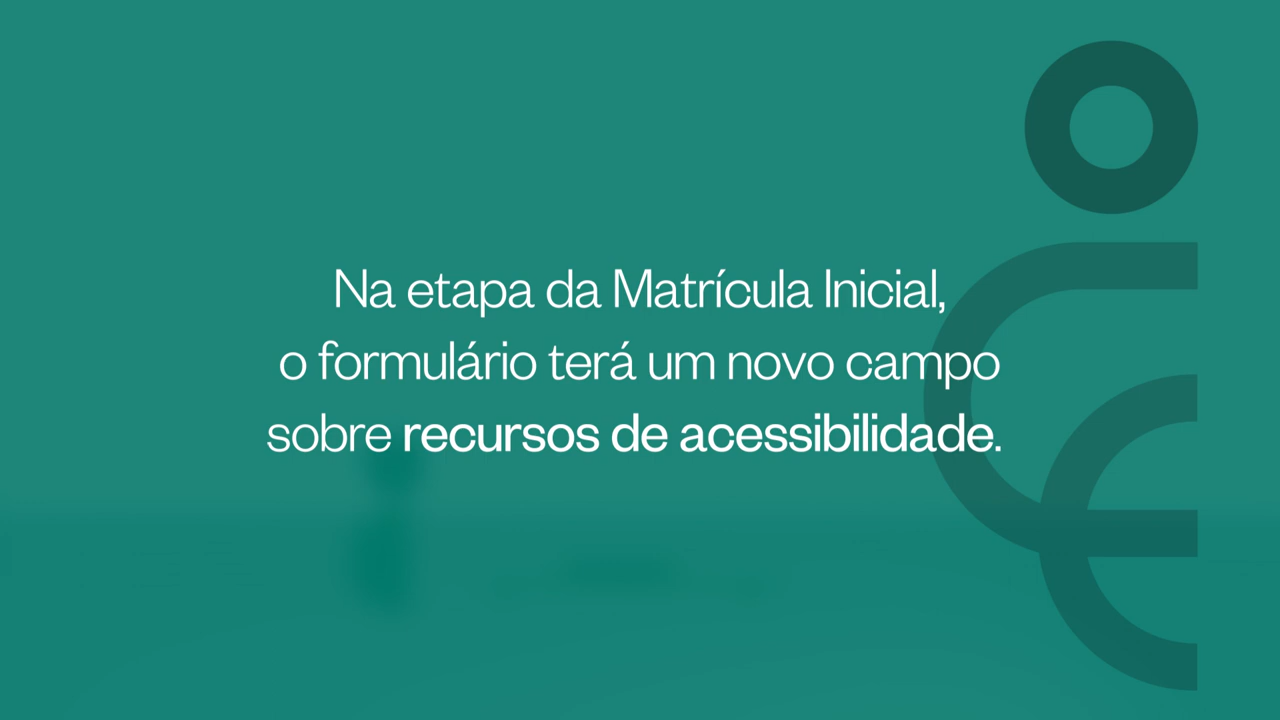 Na etapa da Matrícula Inicial,
o formulário terá um novo campo
sobre recursos de acessibilidade.